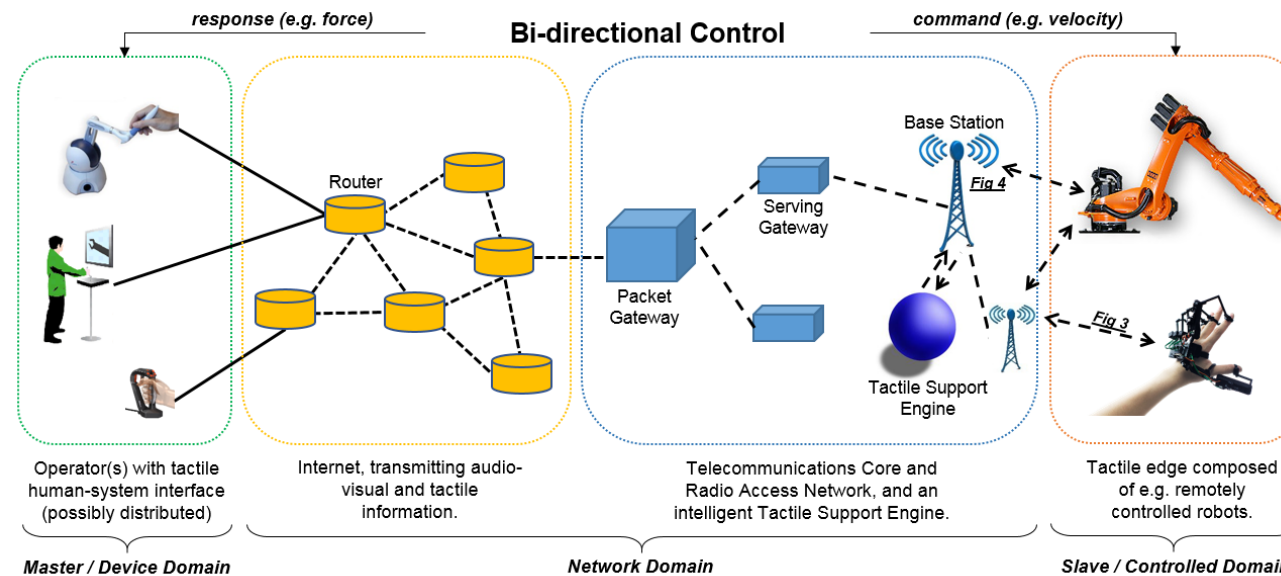 response (e.g. force)
Bi-directional Control
command (e.g. velocity)
Router
Packet
Gateway
Serving
Gateway
Base Station
Fig 4
Tactile Support
Engine
Fig 3
Operator(s) with tactile
human-system interface
(possibly distributed)
Internet, transmitting audio-
visual and tactile
information.
Telecommunications Core and
Radio Access Network, and an
intelligent Tactile Support Engine.
Tactile edge composed
of e.g. remotely
controlled robots.
Master / Device Domain
Network Domain
Slave / Controlled Domain